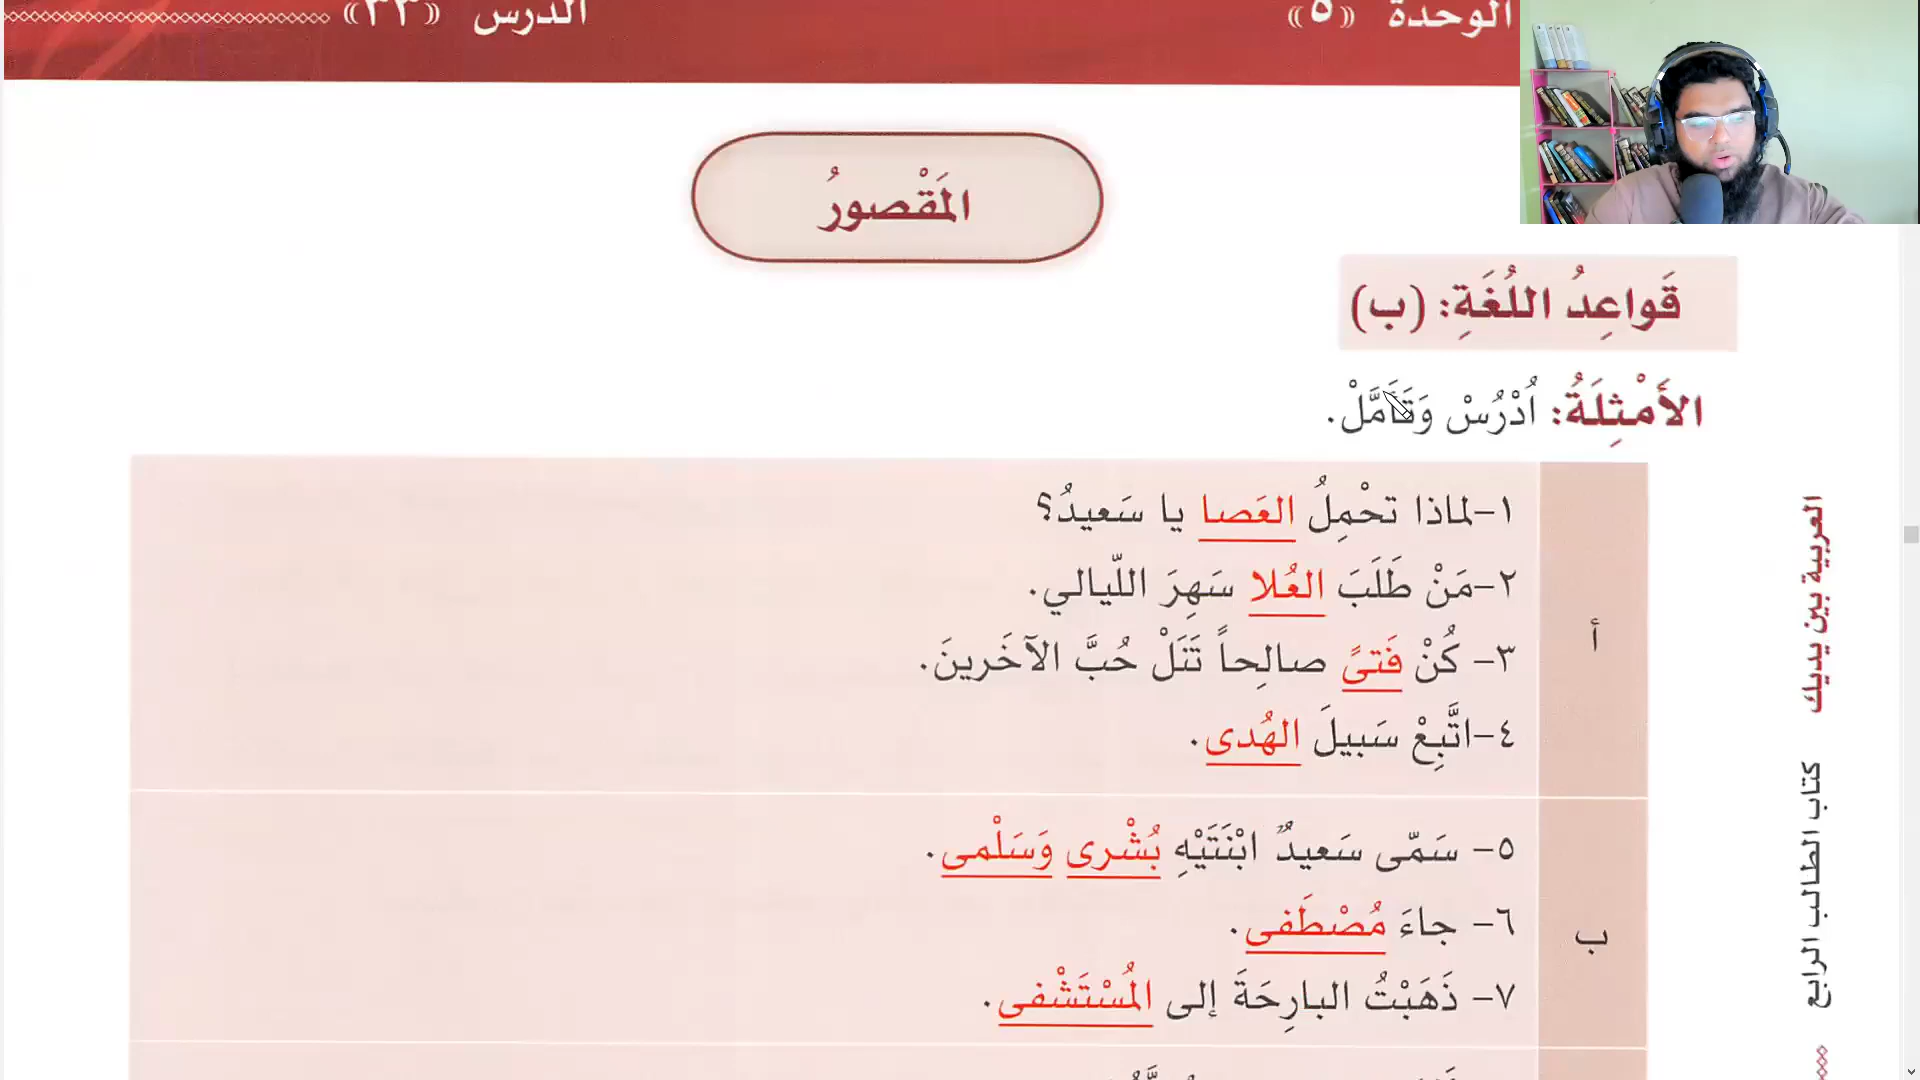 الوحدة «٥» الدرس «٣٣»
المَقْصورُ
قَواعِدُ اللُغَةِ: (ب)
الأَمْثِلَةُ: اُدْرُسْ وَتَأَمَّلْ.
أ
١-لماذا تحْمِلُ العَصا يا سَعيدُ؟
٢-مَنْ طَلَبَ العُلا سَهِرَ اللّيالي.
٣- كُنْ فَتىً صالِحاً تَنَلْ حُبَّ الآخَرينَ.
٤-اتَّبِعْ سَبيلَ الهُدى.
ب
٥- سَمّى سَعيدٌ ابْنَتَيْهِ بُشْرى وَسَلْمى.
٦- جاءَ مُصْطَفى.
٧- ذَهَبْتُ البارِحَةَ إلى المُسْتَشْفى.
العربية بين يديك
كتاب الطالب الرابع